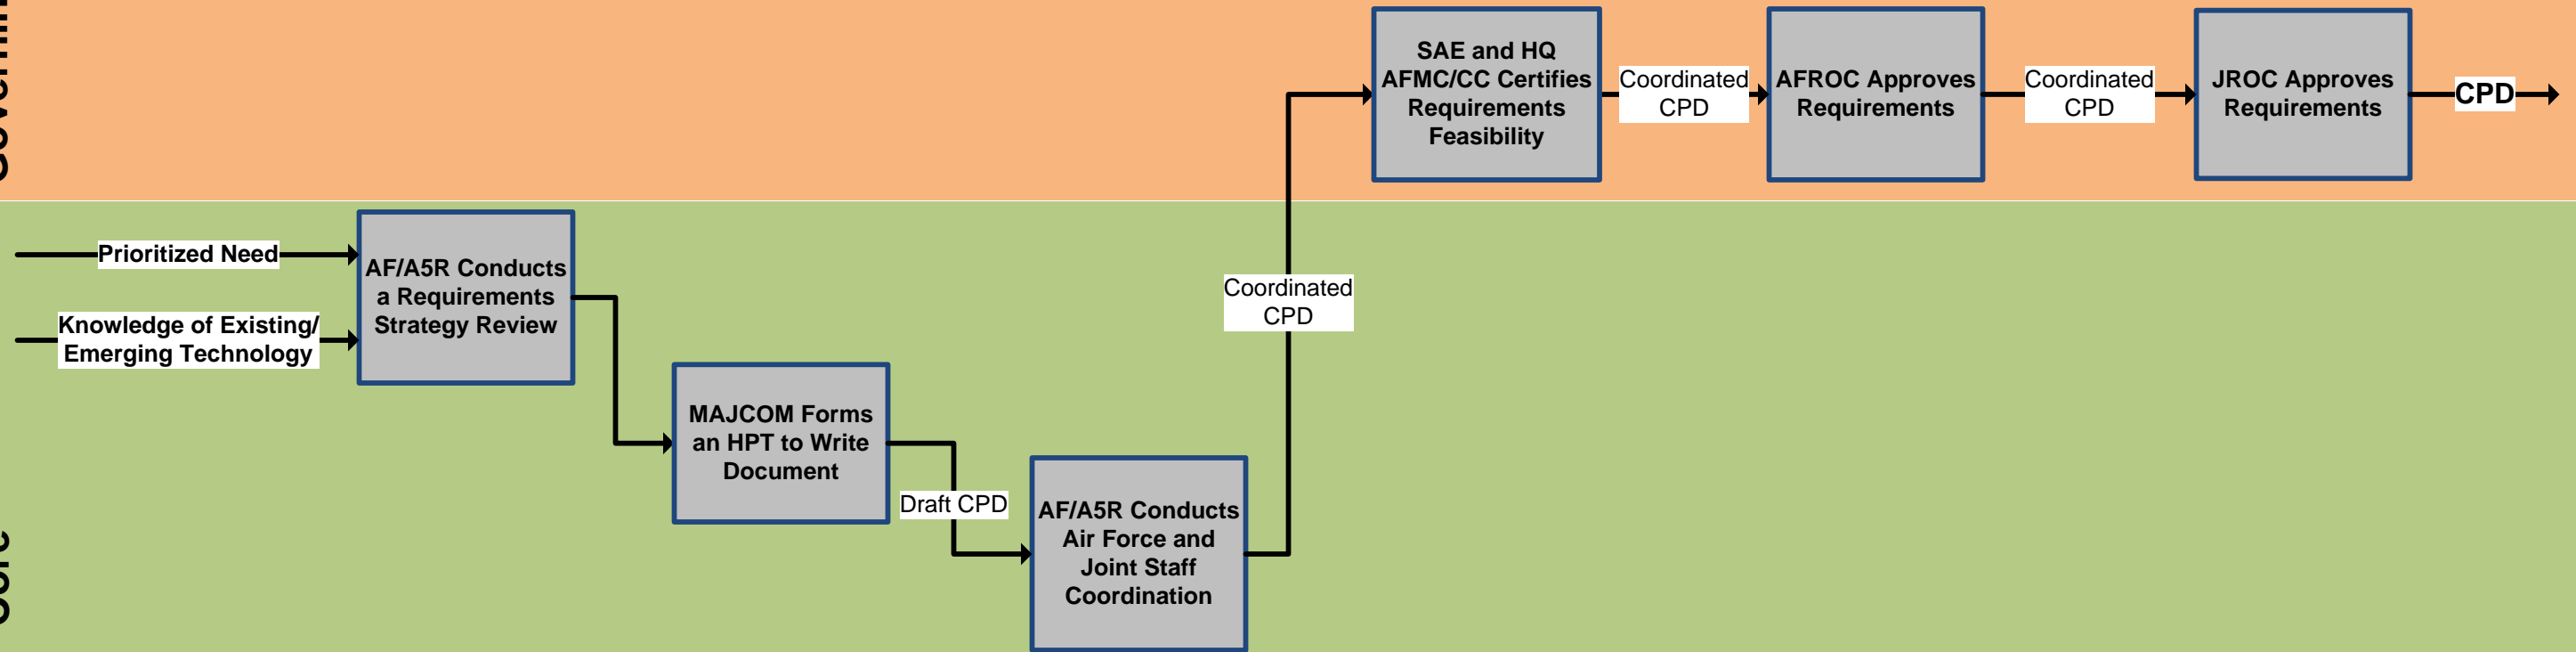 SAE and HQ
AFMC/CC Certifies
Requirements
Feasibility
Coordinated
CPD
AFROC Approves
Requirements
Coordinated
CPD
JROC Approves
Requirements
CPD
Prioritized Need
Knowledge of Existing/
Emerging Technology
AF/A5R Conducts
a Requirements
Strategy Review
MAJCOM Forms
an HPT to Write
Document
Draft CPD
AF/A5R Conducts
Air Force and
Joint Staff
Coordination
Coordinated
CPD